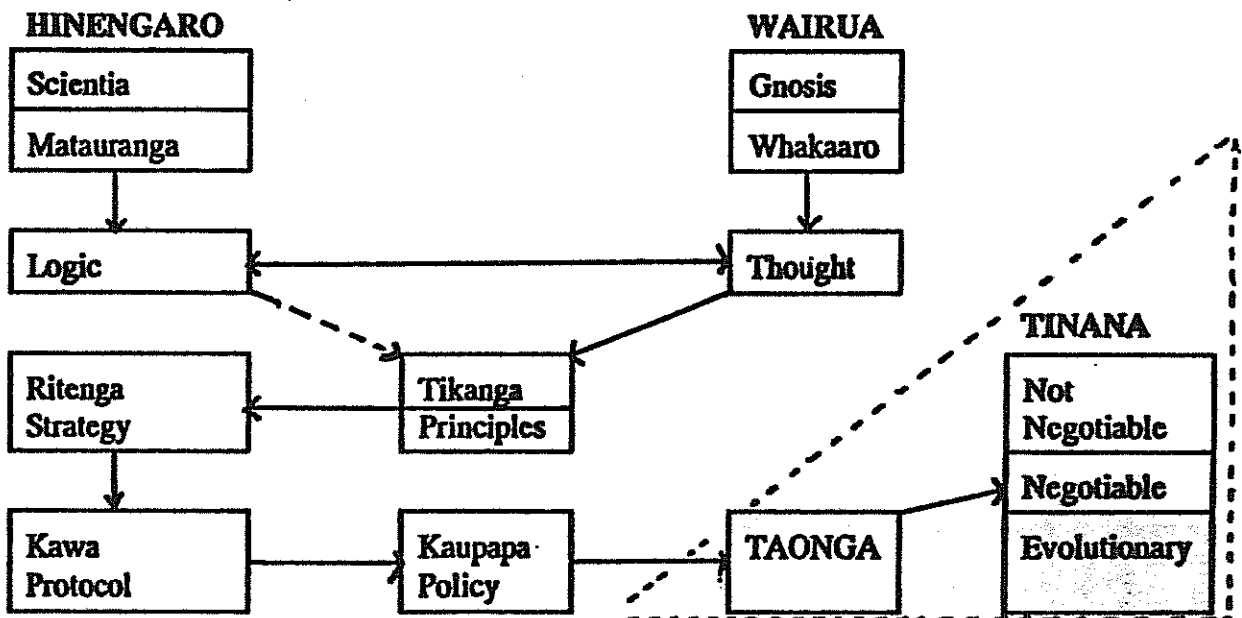 HINENGARO
WAIRUA
Scientia
Matauranga
Gnosis
Whakaaro
Logic
Thought
TINANA
Ritenga
Strategy
Tikanga
Principles
Not
Negotiable
Negotiable
Evolutionary
Kawa
Protocol
Kaupapa
Policy
TAONGA